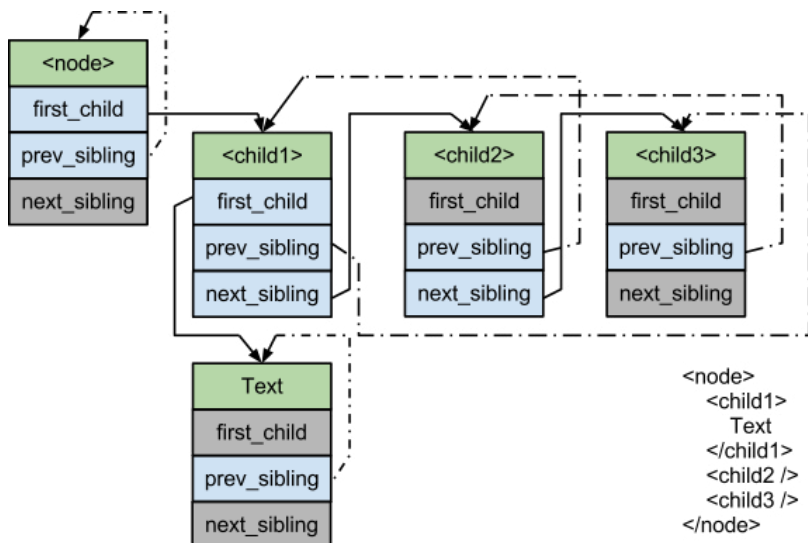 <node>
first_child
prev_sibling
next_sibling
<child1>
first_child
prev_sibling
next_sibling
<child2>
first_child
prev_sibling
next_sibling
<child3>
first_child
prev_sibling
next_sibling
Text
first_child
prev_sibling
next_sibling
<node>
<child1>
Text
</child1>
<child2 />
<child3 />
</node>